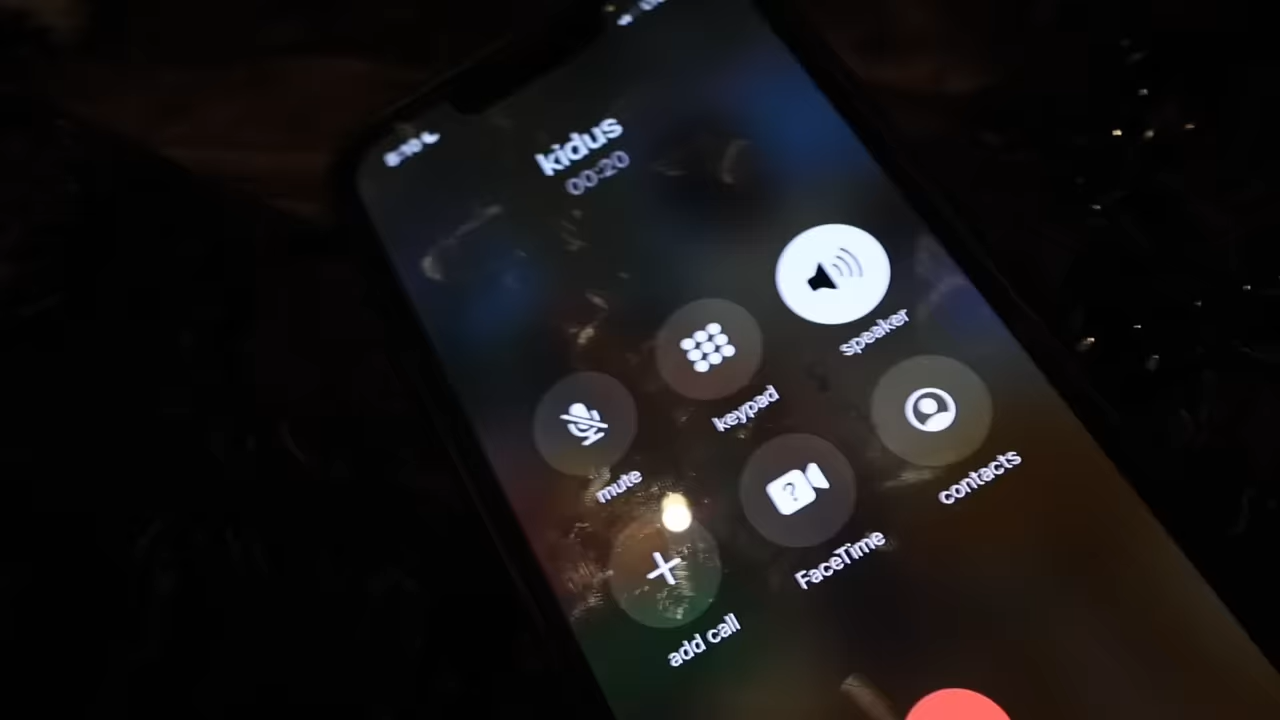 kidus
00:20
mute
keypad
speaker
add call
FaceTime
contacts